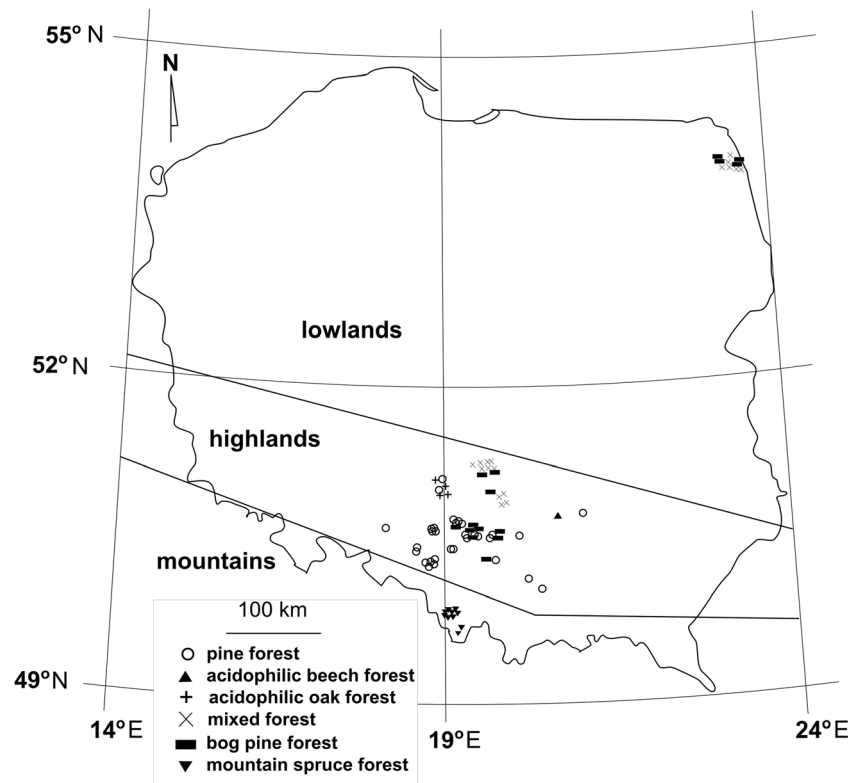 55° N
N
lowlands
52° N
highlands
mountains
100 km
pine forest
acidophilic beech forest
acidophilic oak forest
mixed forest
bog pine forest
mountain spruce forest
49° N
14°E
19°E
24°E